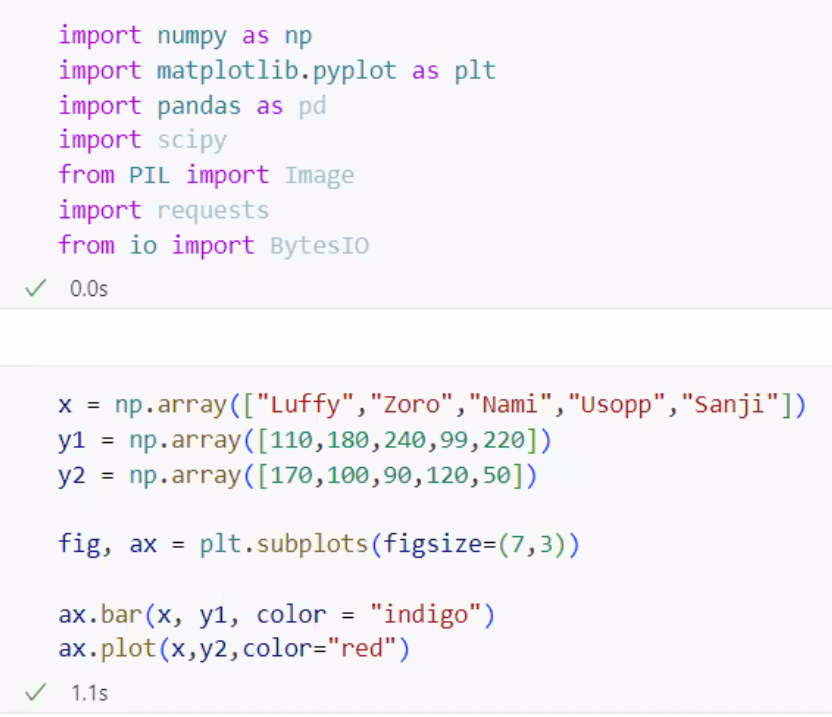 import numpy as np
import matplotlib.pyplot as plt
import pandas as pd
import scipy
from PIL import Image
import requests
from io import BytesIO
0.0s
x = np.array(["Luffy","Zoro","Nami","Usopp","Sanji"])
y1 = np.array([110,180,240,99,220])
y2 = np.array([170,100,90,120,50])
fig, ax = plt.subplots(figsize=(7,3))
ax.bar(x, y1, color = "indigo")
ax.plot(x,y2,color="red")
1.1s